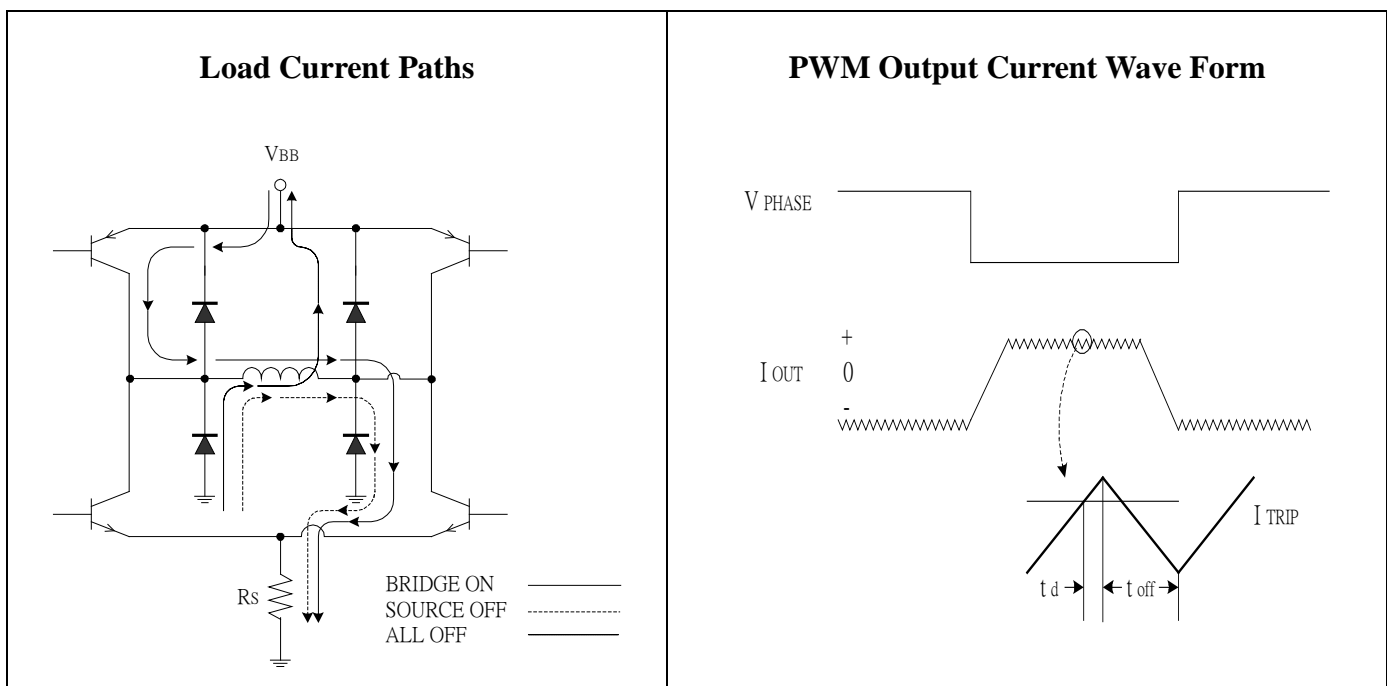 Load Current Paths
VBB
RS
BRIDGE ON
SOURCE OFF
ALL OFF
PWM Output Current Wave Form
V PHASE
+
I OUT 0
-
I TRIP
t d
t off